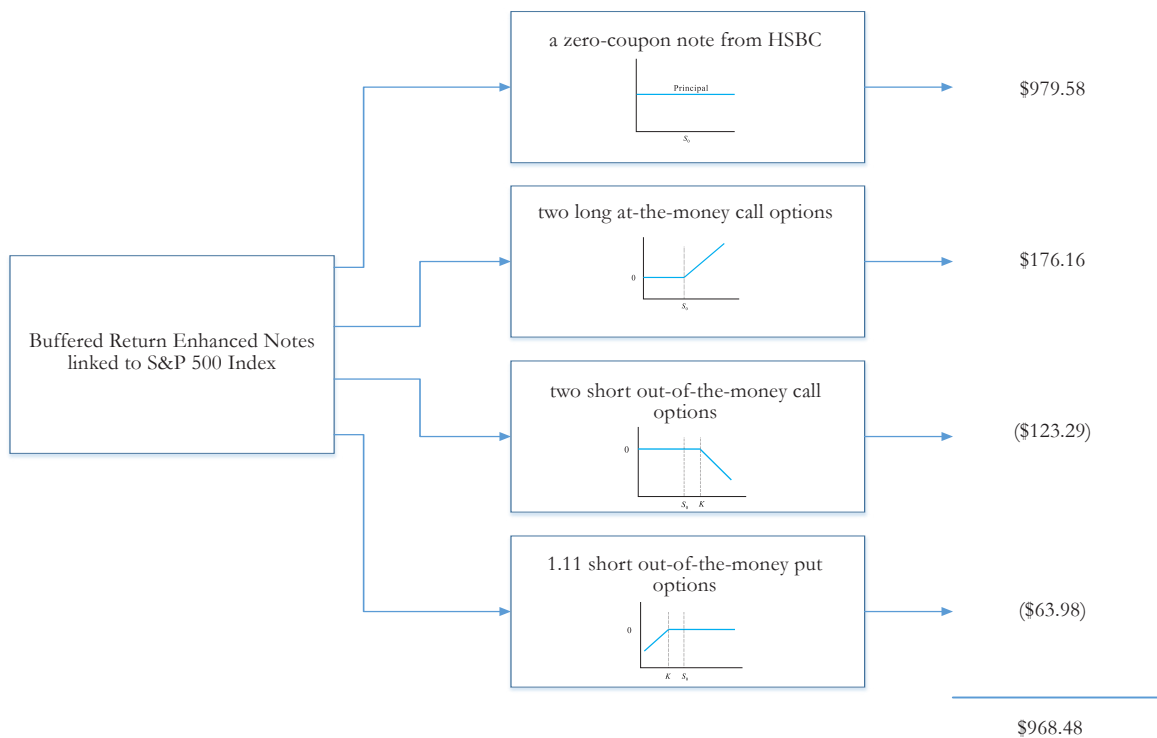 a zero-coupon note from HSBC
Principal
S₀
$979.58
two long at-the-money call options
0
S₀
$176.16
Buffered Return Enhanced Notes
linked to S&P 500 Index
two short out-of-the-money call
options
0
S₀ K
($123.29)
1.11 short out-of-the-money put
options
0
K S₀
($63.98)
$968.48